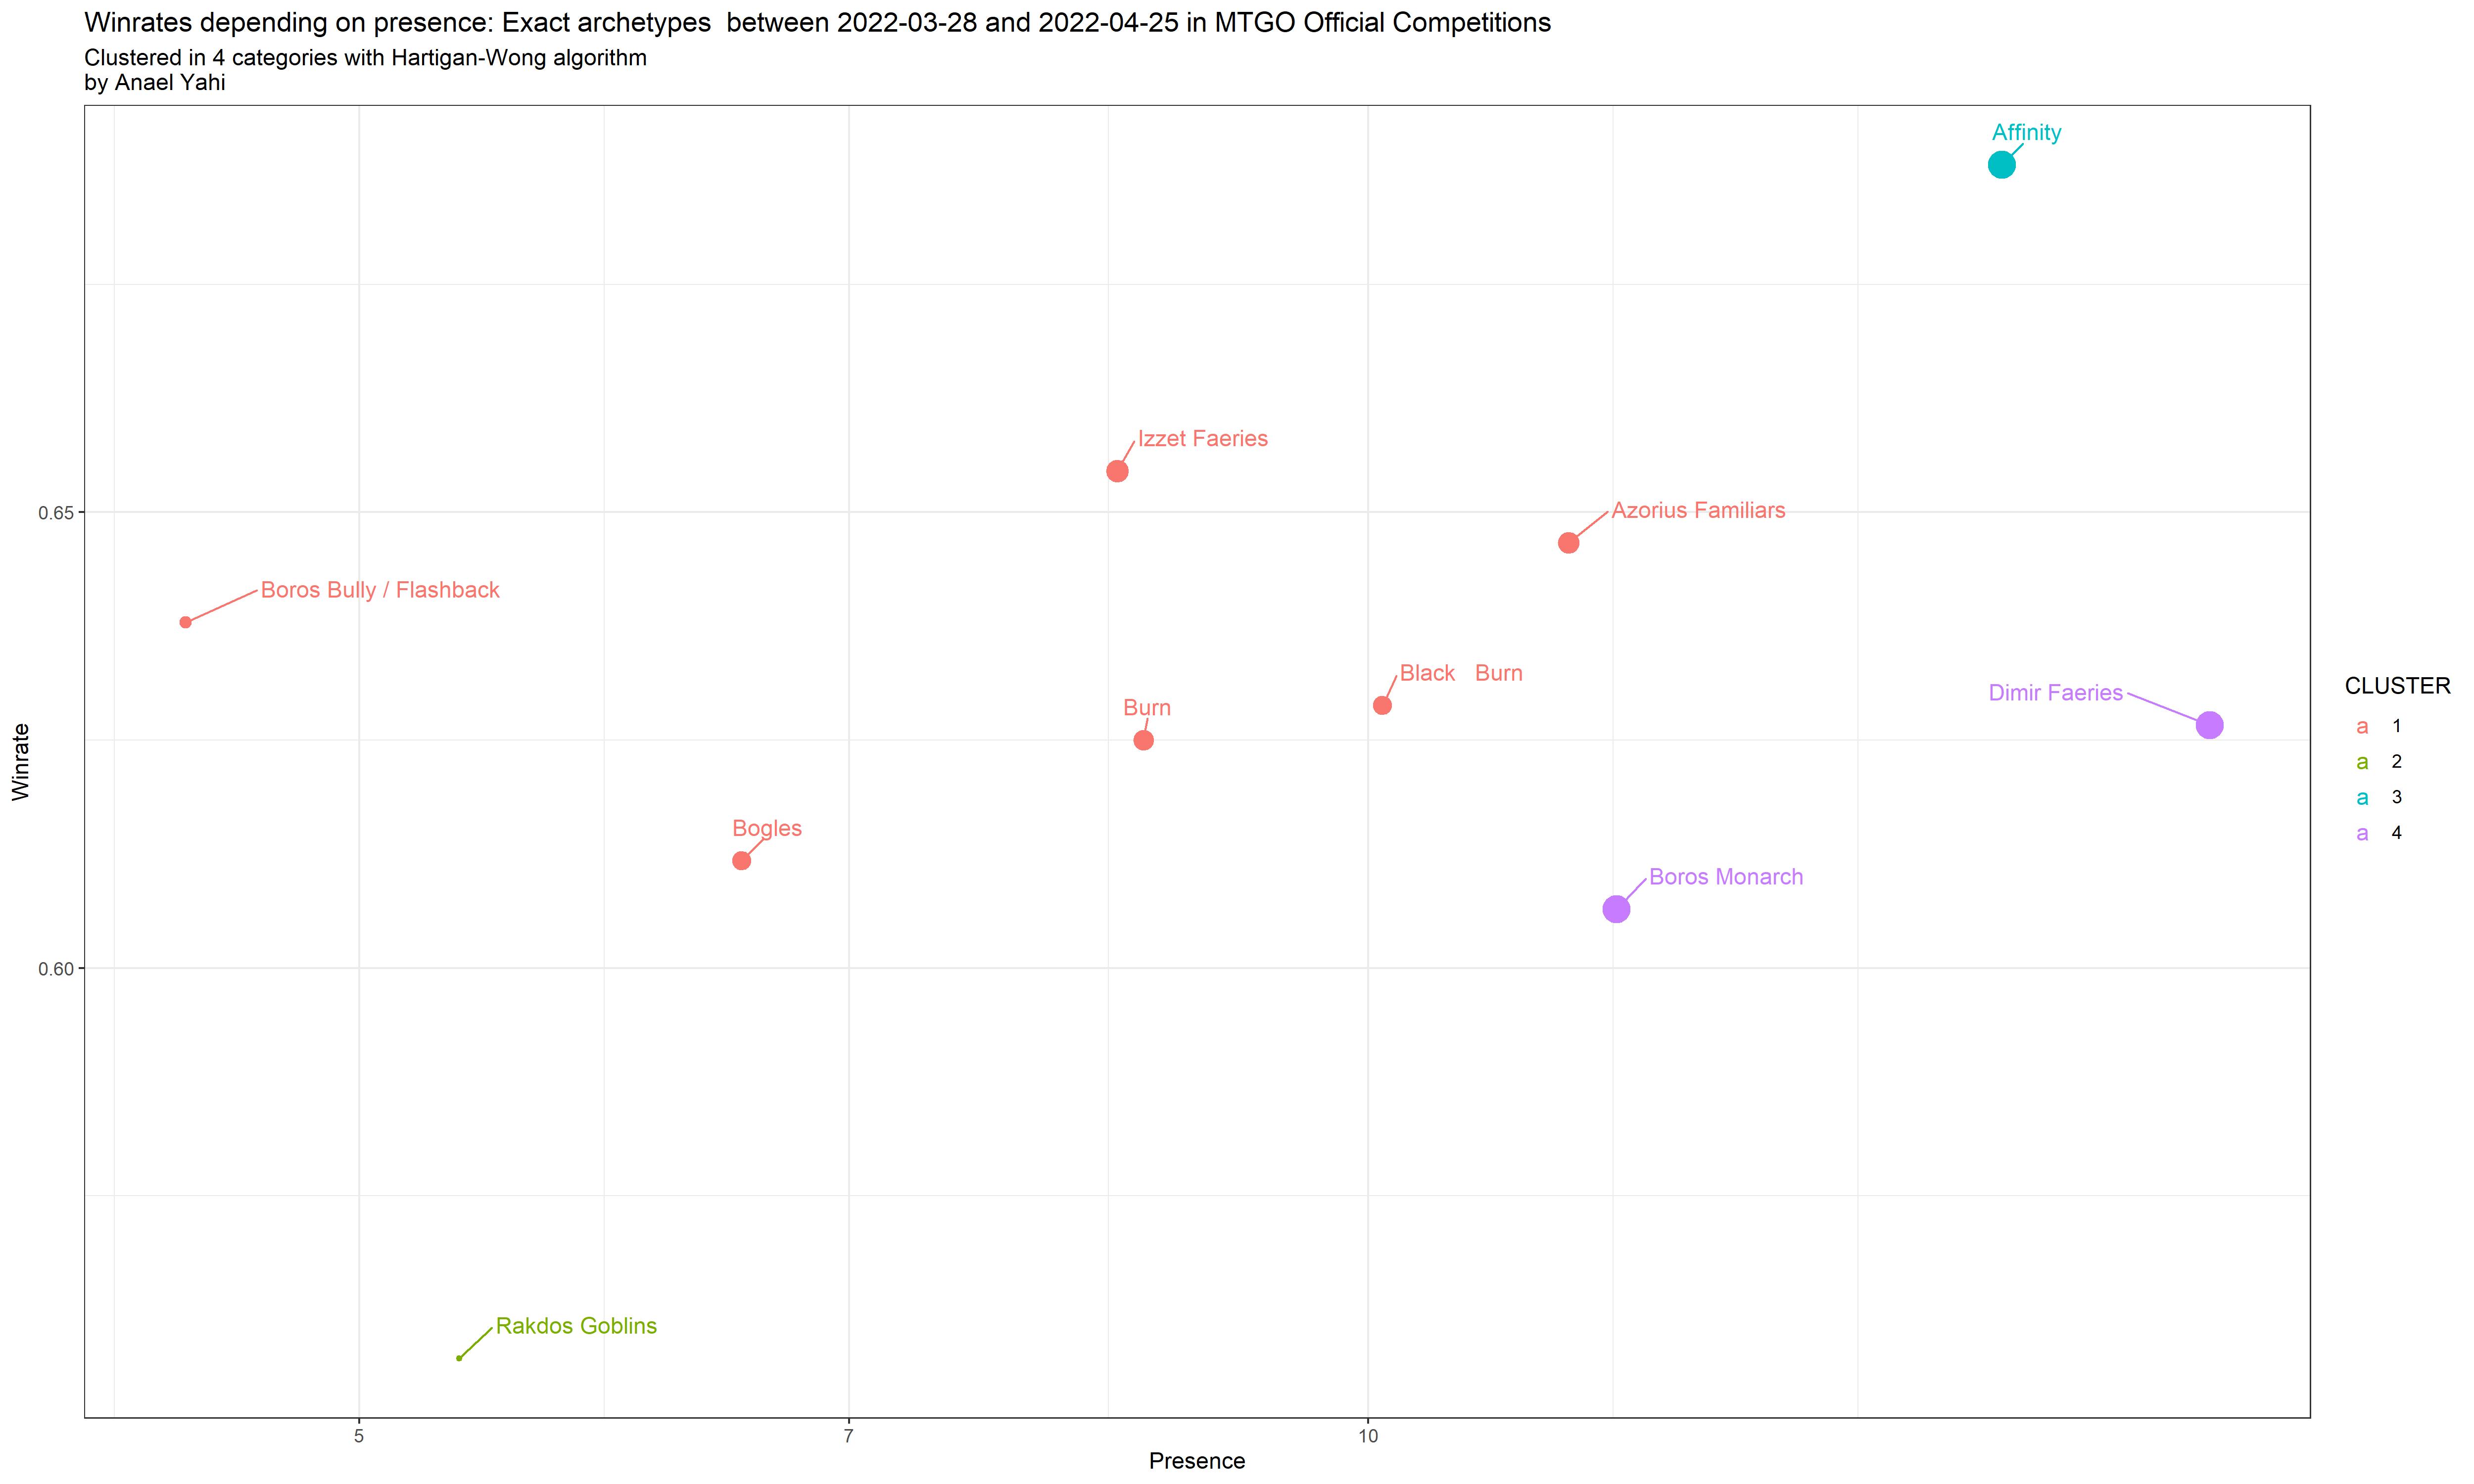 Winrates depending on presence: Exact archetypes  between 2022-03-28 and 2022-04-25 in MTGO Official Competitions
Clustered in 4 categories with Hartigan-Wong algorithm
by Anael Yahi
Affinity
Izzet Faeries
0.65
Azorius Familiars
Boros Bully / Flashback
Black   Burn
Dimir Faeries
Burn
Bogles
Boros Monarch
0.60
Rakdos Goblins
Winrate
5
7
10
Presence
CLUSTER
a 1
a 2
a 3
a 4